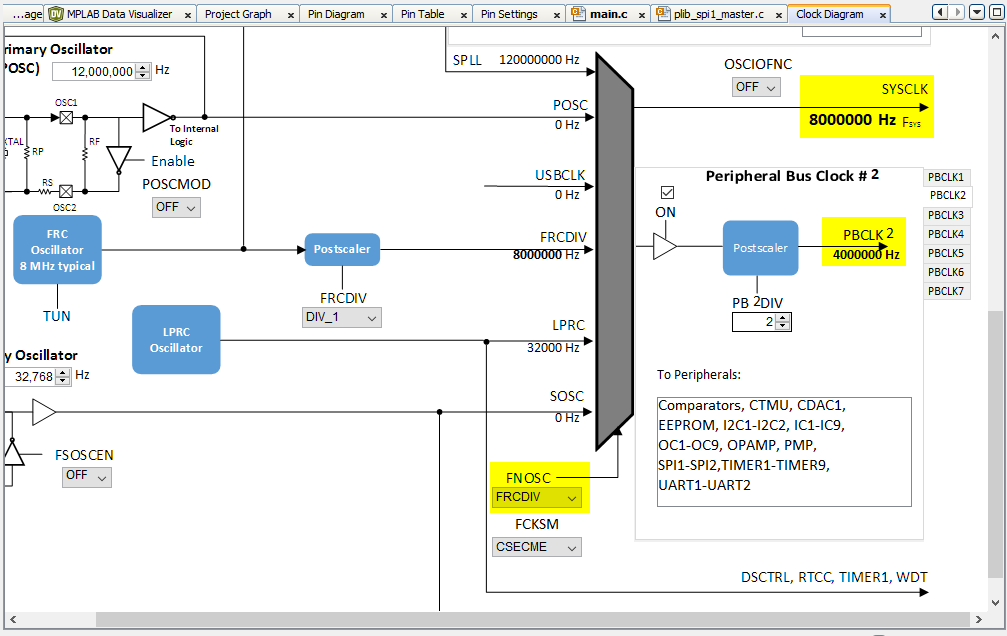 ...age
MPLAB Data Visualizer
Project Graph
Pin Diagram
Pin Table
Pin Settings
main.c
plib_spi1_master.c
Clock Diagram
rimary Oscillator
POSC)
12,000,000
Hz
OSC1
To Internal
Logic
XTAL
RP
RF
Enable
RS
OSC2
POSCMOD
OFF
FRC
Oscillator
8 MHz typical
TUN
Postscaler
FRCDIV
DIV_1
LPRC
Oscillator
y Oscillator
32,768
Hz
FSOSCEN
OFF
SPLL
120000000 Hz
POSC
0 Hz
USBCLK
0 Hz
FRCDIV
8000000 Hz
LPRC
32000 Hz
SOSC
0 Hz
FNOSC
FRCDIV
FCKSM
CSECME
OSCIOFNC
OFF
SYSCLK
8000000 Hz FSYS
Peripheral Bus Clock # 2
ON
Postscaler
PBCLK 2
4000000 Hz
PB 2DIV
2
To Peripherals:
Comparators, CTMU, CDAC1,
EEPROM, I2C1-I2C2, IC1-IC9,
OC1-OC9, OPAMP, PMP,
SPI1-SPI2,TIMER1-TIMER9,
UART1-UART2
PBCLK1
PBCLK2
PBCLK3
PBCLK4
PBCLK5
PBCLK6
PBCLK7
DSCTRL, RTCC, TIMER1, WDT